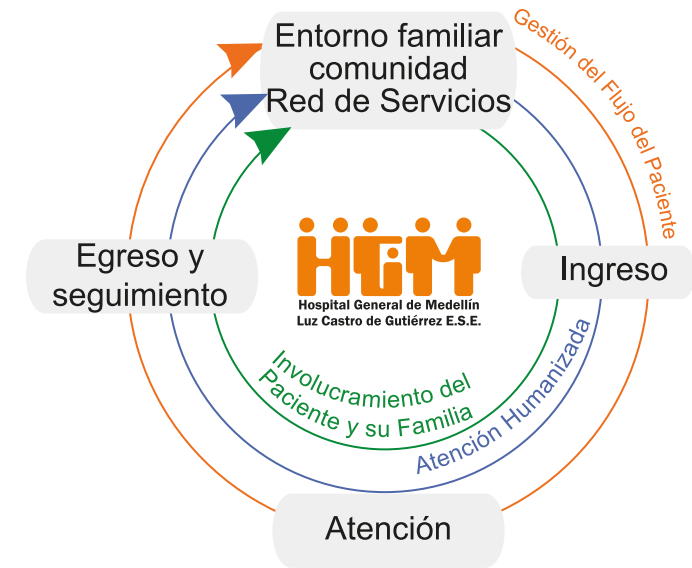 Entorno familiar
comunidad
Red de Servicios
Gestión del Flujo del Paciente
Egreso y
seguimiento
HGM
Hospital General de Medellín
Luz Castro de Gutiérrez E.S.E.
Ingreso
Involucramiento del
Paciente y su Familia
Atención Humanizada
Atención